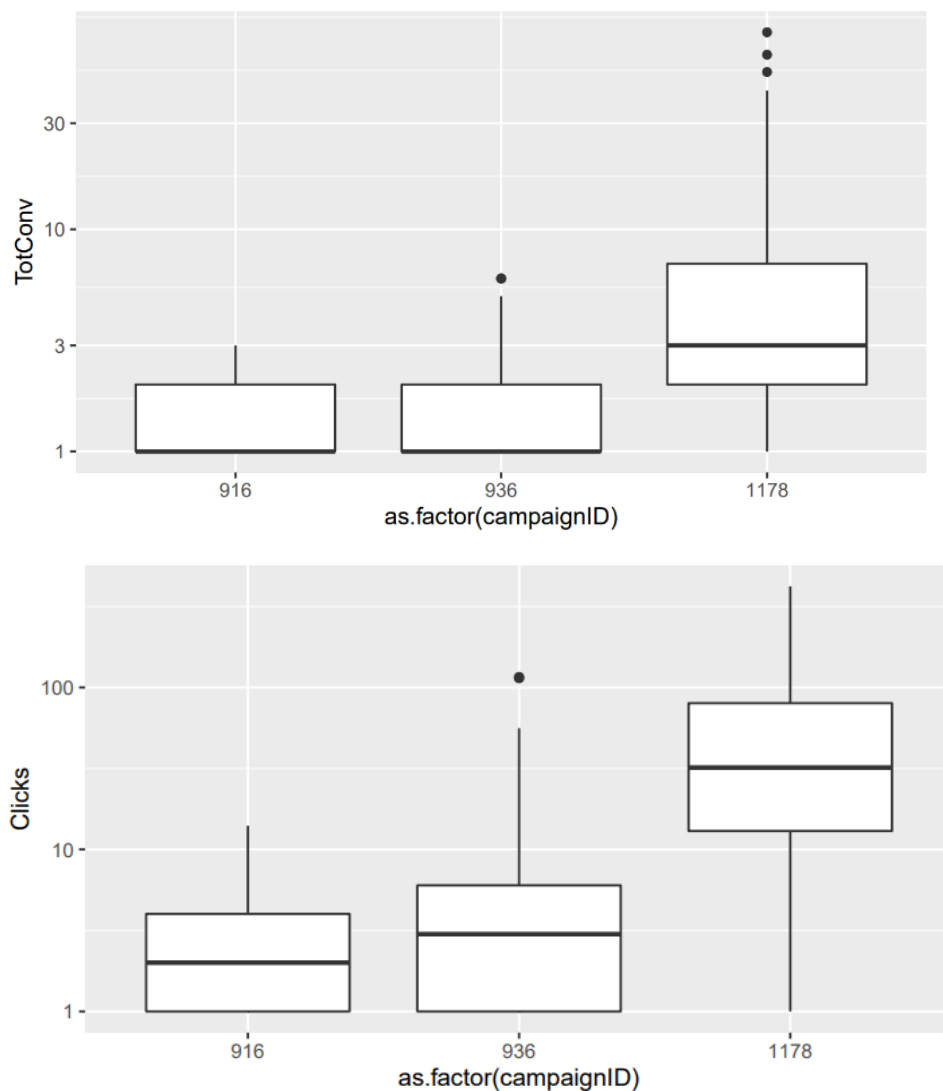 30
10
3
1
TotConv
916 936 1178
as.factor(campaignID)
100
10
1
Clicks
916 936 1178
as.factor(campaignID)